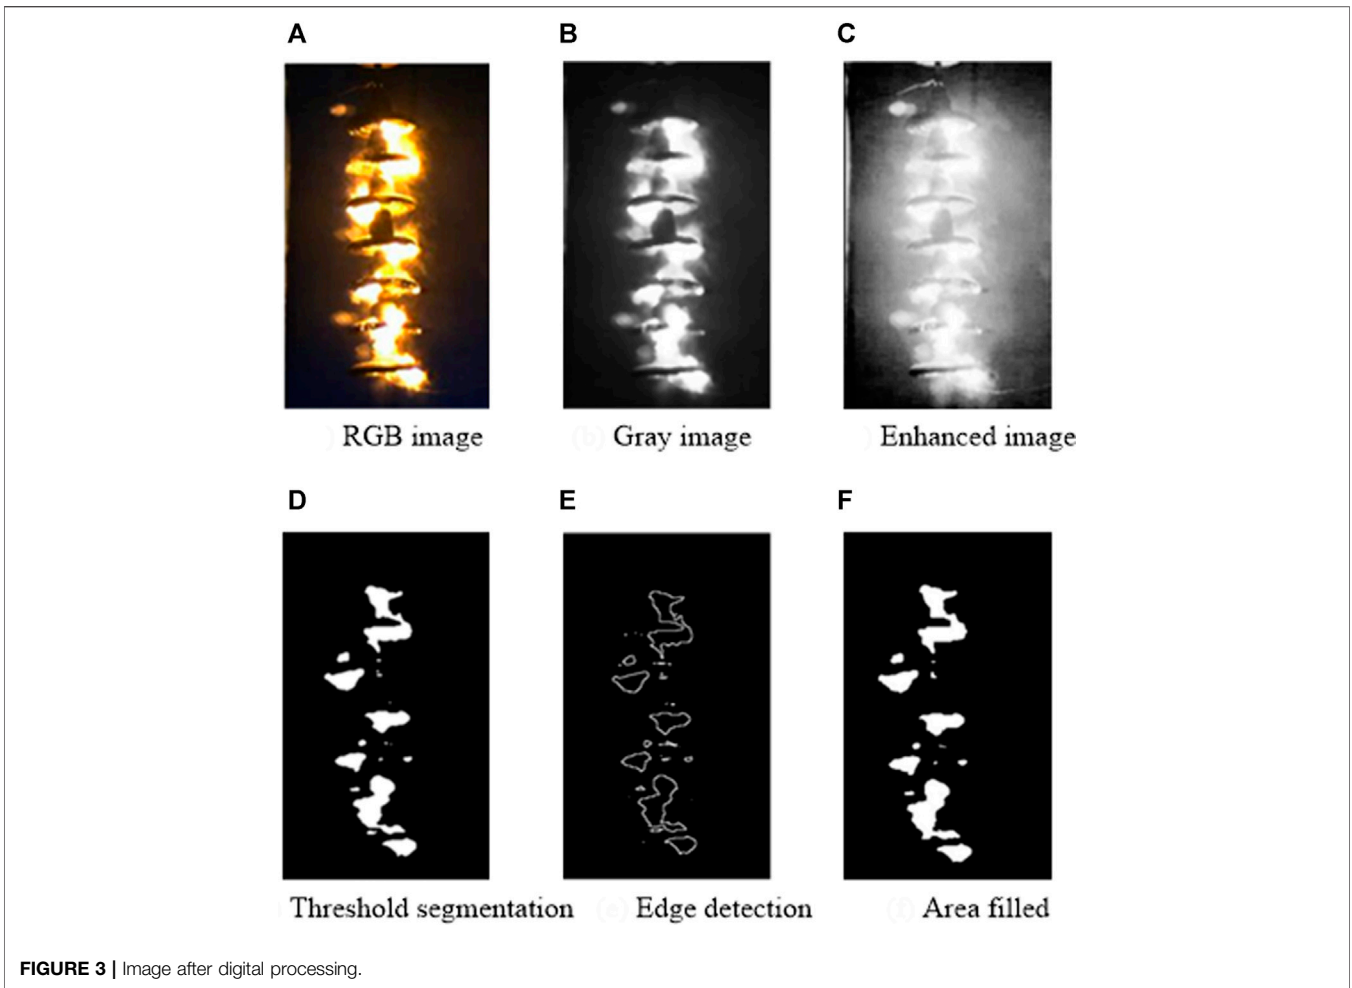 A
B
C
) RGB image
(b) Gray image
) Enhanced image
D
E
F
Threshold segmentation
(e) Edge detection
(f) Area filled
FIGURE 3 | Image after digital processing.